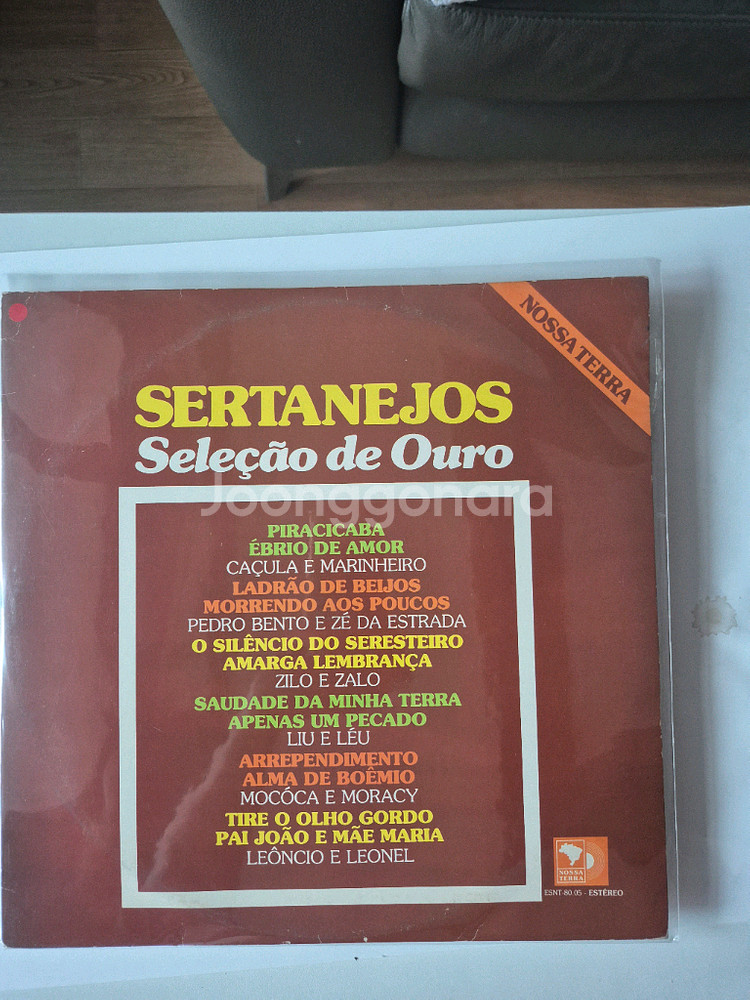 NOSSA TERRA
SERTANEJOS
Seleção de Ouro
Joonggonara
PIRACICABA
ÉBRIO DE AMOR
CAÇULA E MARINHEIRO
LADRÃO DE BEIJOS
MORRENDO AOS POUCOS
PEDRO BENTO E ZÉ DA ESTRADA
O SILÊNCIO DO SERESTEIRO
AMARGA LEMBRANÇA
ZILO E ZALO
SAUDADE DA MINHA TERRA
APENAS UM PECADO
LIU E LÉU
ARREPENDIMENTO
ALMA DE BOÊMIO
MOCÓCA E MORACY
TIRE O OLHO GORDO
PAI JOÃO E MÃE MARIA
LEÔNCIO E LEONEL
NOSSA
TERRA
ESNT-80.05 - ESTÉREO